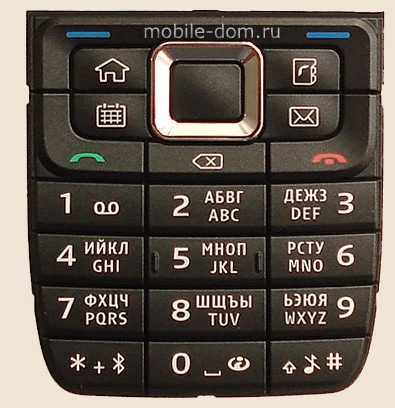 mobile-dom.ru
1
2 АБВГ ABC
ДЕЖЗ DEF 3
4 ИЙКЛ GHI
5 МНОП JKL
РСТУ MNO 6
7 ФХЦЧ PQRS
8 ШЩЪЫ TUV
ЬЭЮЯ WXYZ 9
* +
0
#